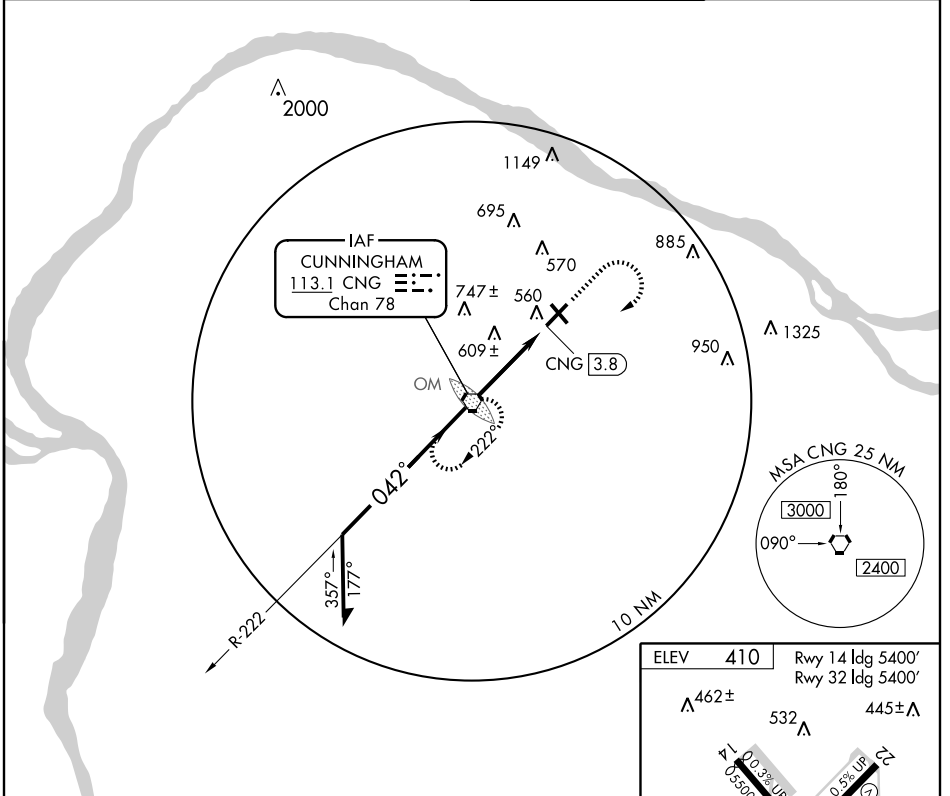 2000
1149
695
885
570
IAF
CUNNINGHAM
113.1 CNG
Chan 78
747±
560
1325
609±
950
CNG 3.8
OM
222°
042°
MSA CNG 25 NM
180°
3000
090°
2400
357°
177°
10 NM
R-222
ELEV 410
Rwy 14 ldg 5400'
Rwy 32 ldg 5400'
462±
532
445±
14
22
0.3% UP
0.5% UP
5500
V